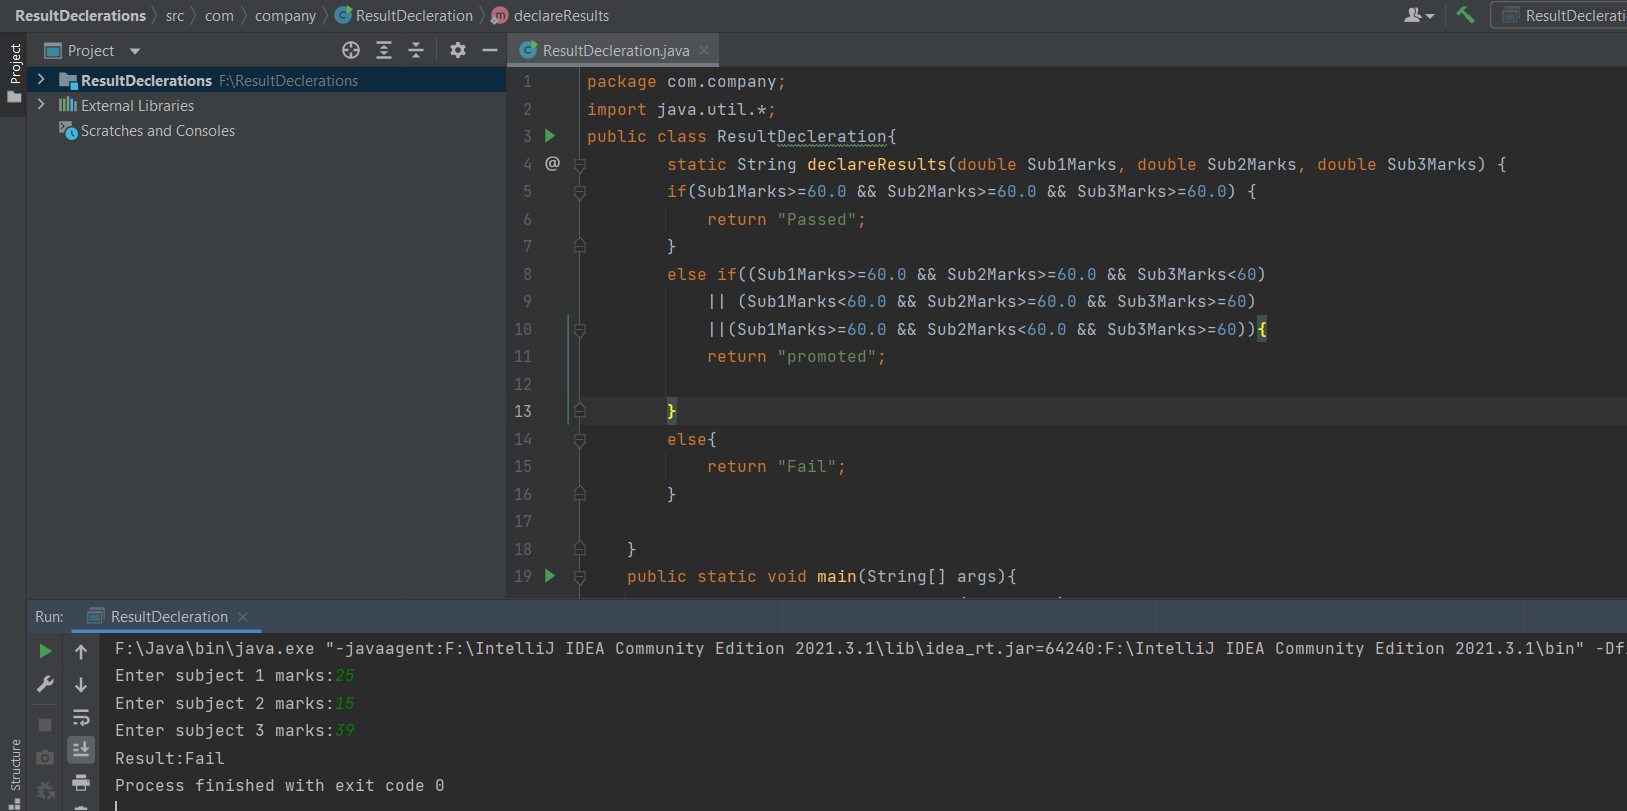 ResultDeclerations src com company ResultDecleration declareResults ResultDeclerati
Project
Project
ResultDecleration.java
ResultDeclerations F:\ResultDeclerations
External Libraries
Scratches and Consoles
1 package com.company;
2 import java.util.*;
3 public class ResultDecleration{
4 @ static String declareResults(double Sub1Marks, double Sub2Marks, double Sub3Marks) {
5 if(Sub1Marks>=60.0 && Sub2Marks>=60.0 && Sub3Marks>=60.0) {
6 return "Passed";
7 }
8 else if((Sub1Marks>=60.0 && Sub2Marks>=60.0 && Sub3Marks<60)
9 || (Sub1Marks<60.0 && Sub2Marks>=60.0 && Sub3Marks>=60)
10 ||(Sub1Marks>=60.0 && Sub2Marks<60.0 && Sub3Marks>=60)){
11 return "promoted";
12
13 }
14 else{
15 return "Fail";
16 }
17
18 }
19 public static void main(String[] args){
Run: ResultDecleration
F:\Java\bin\java.exe "-javaagent:F:\IntelliJ IDEA Community Edition 2021.3.1\lib\idea_rt.jar=64240:F:\IntelliJ IDEA Community Edition 2021.3.1\bin" -Df
Enter subject 1 marks:25
Enter subject 2 marks:15
Enter subject 3 marks:39
Result:Fail
Process finished with exit code 0
Structure